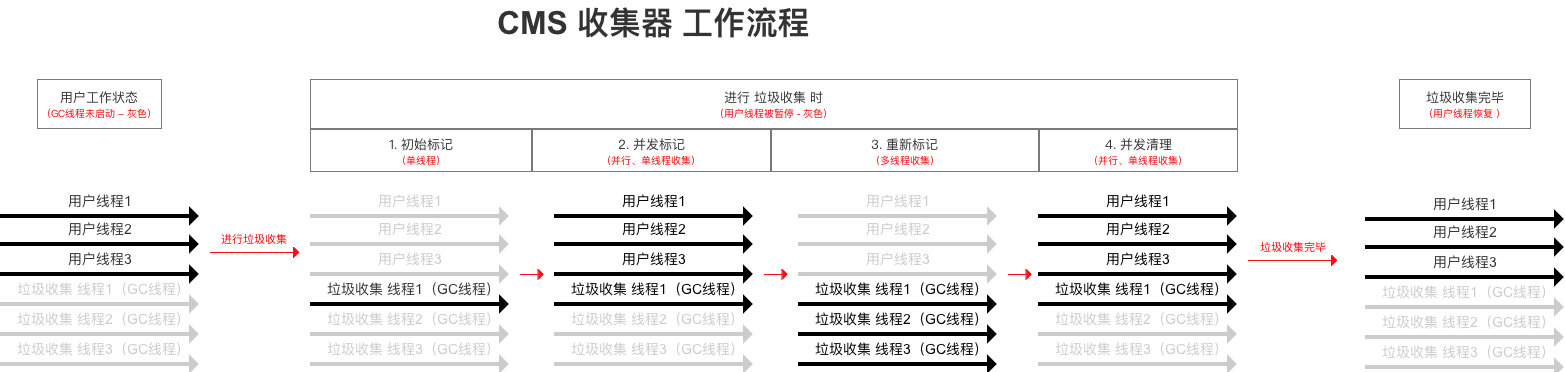 CMS 收集器 工作流程
用户工作状态
(GC线程未启动 – 灰色)
进行 垃圾收集 时
(用户线程被暂停 - 灰色)
1. 初始标记
(单线程)
2. 并发标记
(并行、单线程收集)
3. 重新标记
(多线程收集)
4. 并发清理
(并行、单线程收集)
垃圾收集完毕
(用户线程恢复 )
用户线程1
用户线程2
用户线程3
垃圾收集 线程1（GC线程）
垃圾收集 线程2（GC线程）
垃圾收集 线程3（GC线程）
进行垃圾收集
用户线程1
用户线程2
用户线程3
垃圾收集 线程1（GC线程）
垃圾收集 线程2（GC线程）
垃圾收集 线程3（GC线程）
用户线程1
用户线程2
用户线程3
垃圾收集 线程1（GC线程）
垃圾收集 线程2（GC线程）
垃圾收集 线程3（GC线程）
用户线程1
用户线程2
用户线程3
垃圾收集 线程1（GC线程）
垃圾收集 线程2（GC线程）
垃圾收集 线程3（GC线程）
用户线程1
用户线程2
用户线程3
垃圾收集 线程1（GC线程）
垃圾收集 线程2（GC线程）
垃圾收集 线程3（GC线程）
垃圾收集完毕
用户线程1
用户线程2
用户线程3
垃圾收集 线程1（GC线程）
垃圾收集 线程2（GC线程）
垃圾收集 线程3（GC线程）